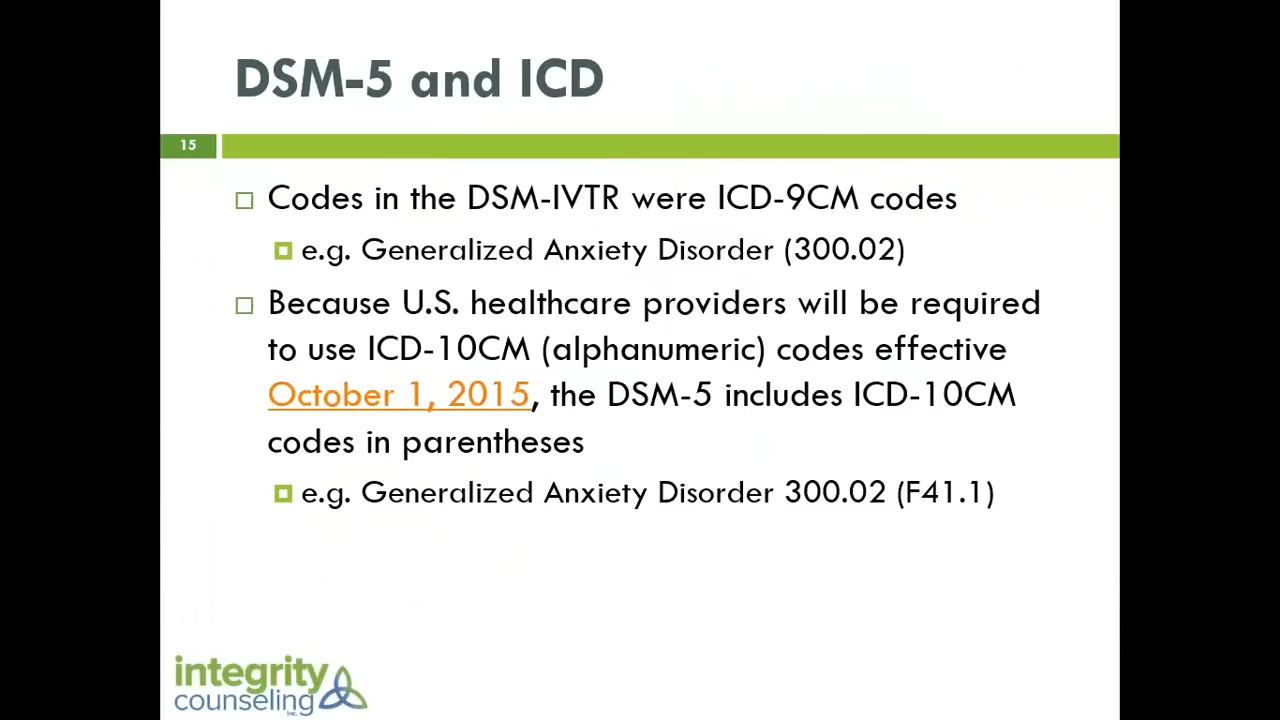 DSM-5 and ICD
15
Codes in the DSM-IVTR were ICD-9CM codes
e.g. Generalized Anxiety Disorder (300.02)
Because U.S. healthcare providers will be required
to use ICD-10CM (alphanumeric) codes effective
October 1, 2015, the DSM-5 includes ICD-10CM
codes in parentheses
e.g. Generalized Anxiety Disorder 300.02 (F41.1)
integrity
counseling
inc.